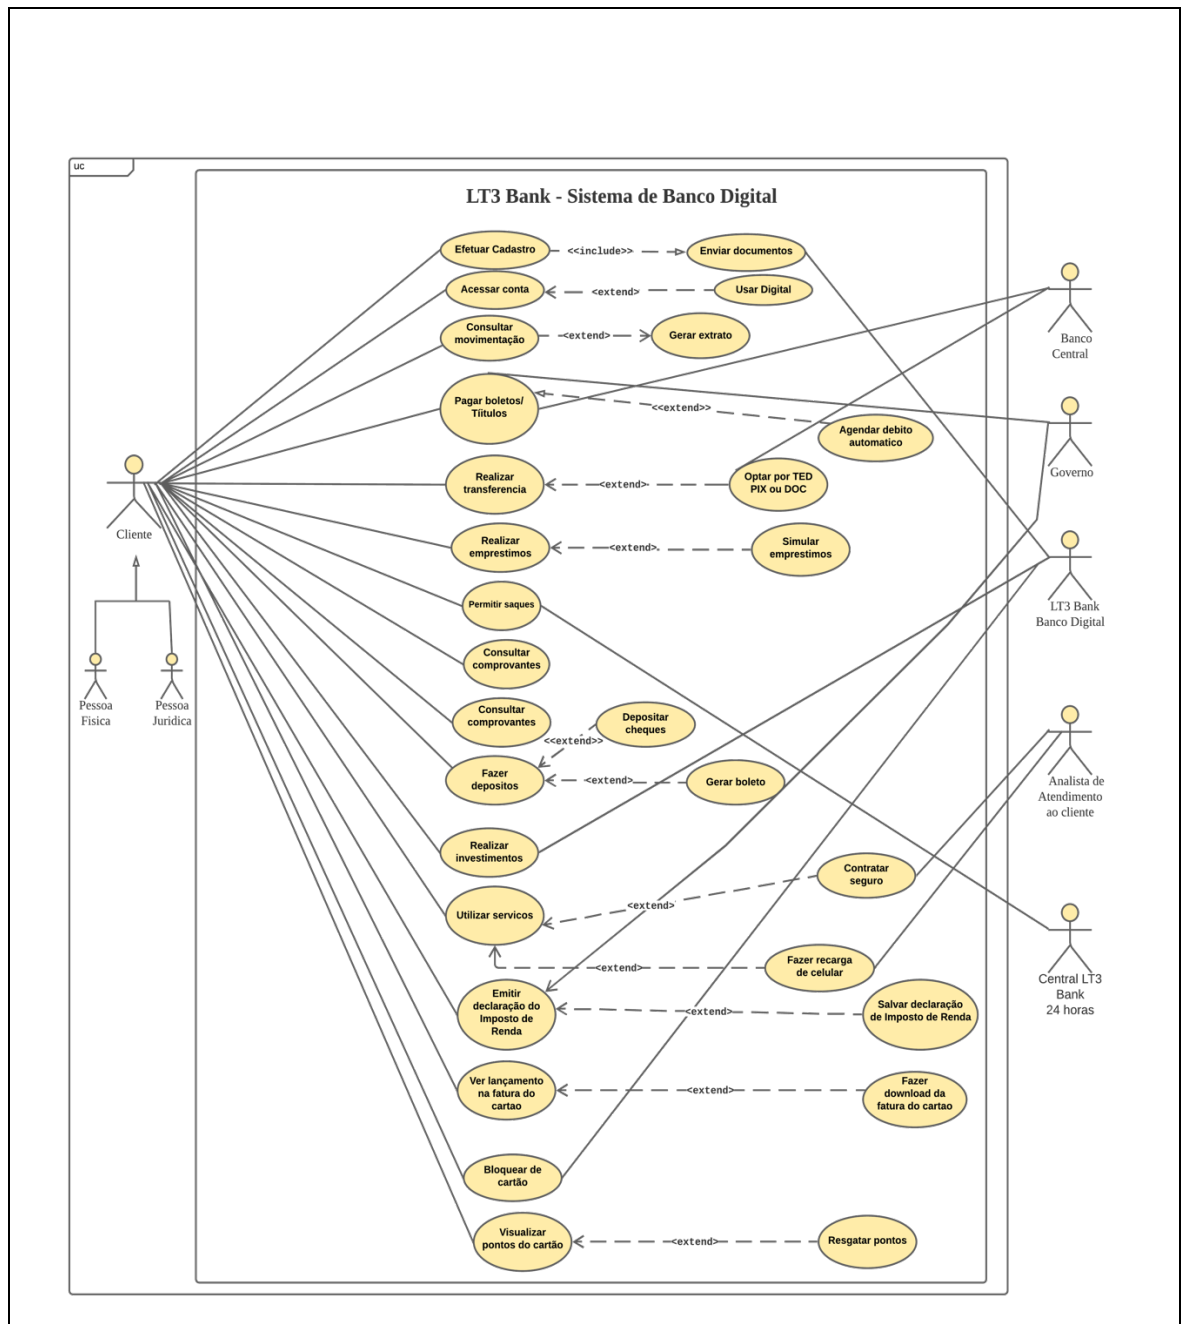 uc
LT3 Bank - Sistema de Banco Digital
Efetuar Cadastro
<<include>>
Enviar documentos
Acessar conta
<extend>
Usar Digital
Consultar
movimentação
<extend>
Gerar extrato
Banco
Central
Pagar boletos/
Tíitulos
<<extend>>
Agendar debito
automatico
Governo
Realizar
transferencia
<extend>
Optar por TED
PIX ou DOC
Cliente
Realizar
emprestimos
<extend>
Simular
emprestimos
Permitir saques
LT3 Bank
Banco Digital
Consultar
comprovantes
Pessoa
Fisica
Pessoa
Juridica
Consultar
comprovantes
Depositar
cheques
<<extend>>
Fazer
depositos
<extend>
Gerar boleto
Analista de
Atendimento
ao cliente
Realizar
investimentos
Contratar
seguro
<extend>
Utilizar servicos
Fazer recarga
de celular
<extend>
Central LT3
Bank
24 horas
Emitir
declaração do
Imposto de
Renda
<extend>
Salvar declaração
de Imposto de Renda
Ver lançamento
na fatura do
cartao
<extend>
Fazer
download da
fatura do cartao
Bloquear de
cartão
Visualizar
pontos do cartão
<extend>
Resgatar pontos